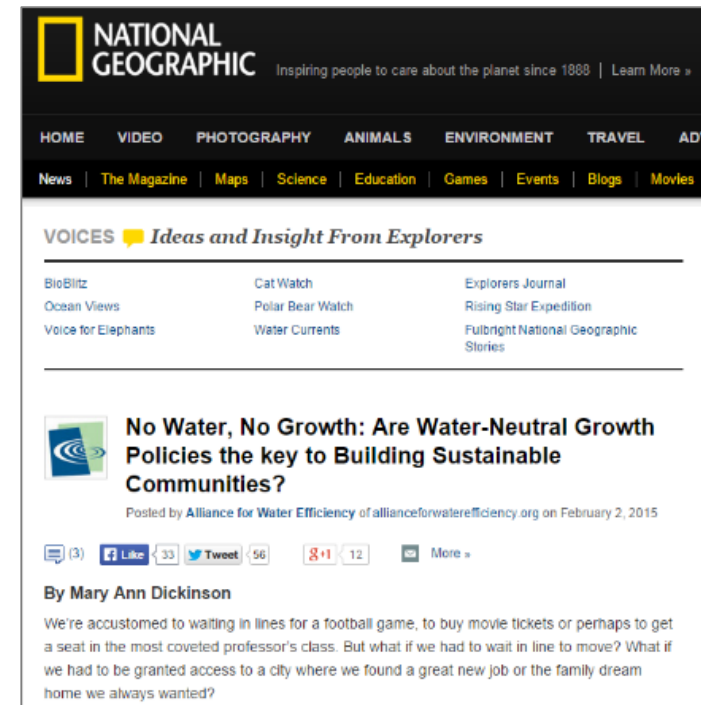 NATIONAL
GEOGRAPHIC Inspiring people to care about the planet since 1888 | Learn More »
HOME VIDEO PHOTOGRAPHY ANIMALS ENVIRONMENT TRAVEL
News | The Magazine | Maps | Science | Education | Games | Events | Blogs | Movies
VOICES Ideas and Insight From Explorers
BioBlitz Cat Watch Explorers Journal
Ocean Views Polar Bear Watch Rising Star Expedition
Voice for Elephants Water Currents Fulbright National Geographic
Stories
No Water, No Growth: Are Water-Neutral Growth
Policies the key to Building Sustainable
Communities?
Posted by Alliance for Water Efficiency of allianceforwaterefficiency.org on February 2, 2015
(3) Like 33 Tweet 56 g+1 12 More »
By Mary Ann Dickinson
We're accustomed to waiting in lines for a football game, to buy movie tickets or perhaps to get
a seat in the most coveted professor's class. But what if we had to wait in line to move? What if
we had to be granted access to a city where we found a great new job or the family dream
home we always wanted?